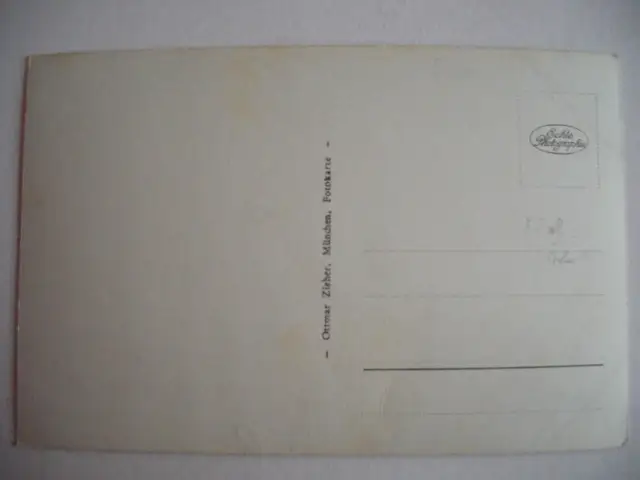 – Ottmar Zieher, München, Fotokarte –
Echte
Photographie